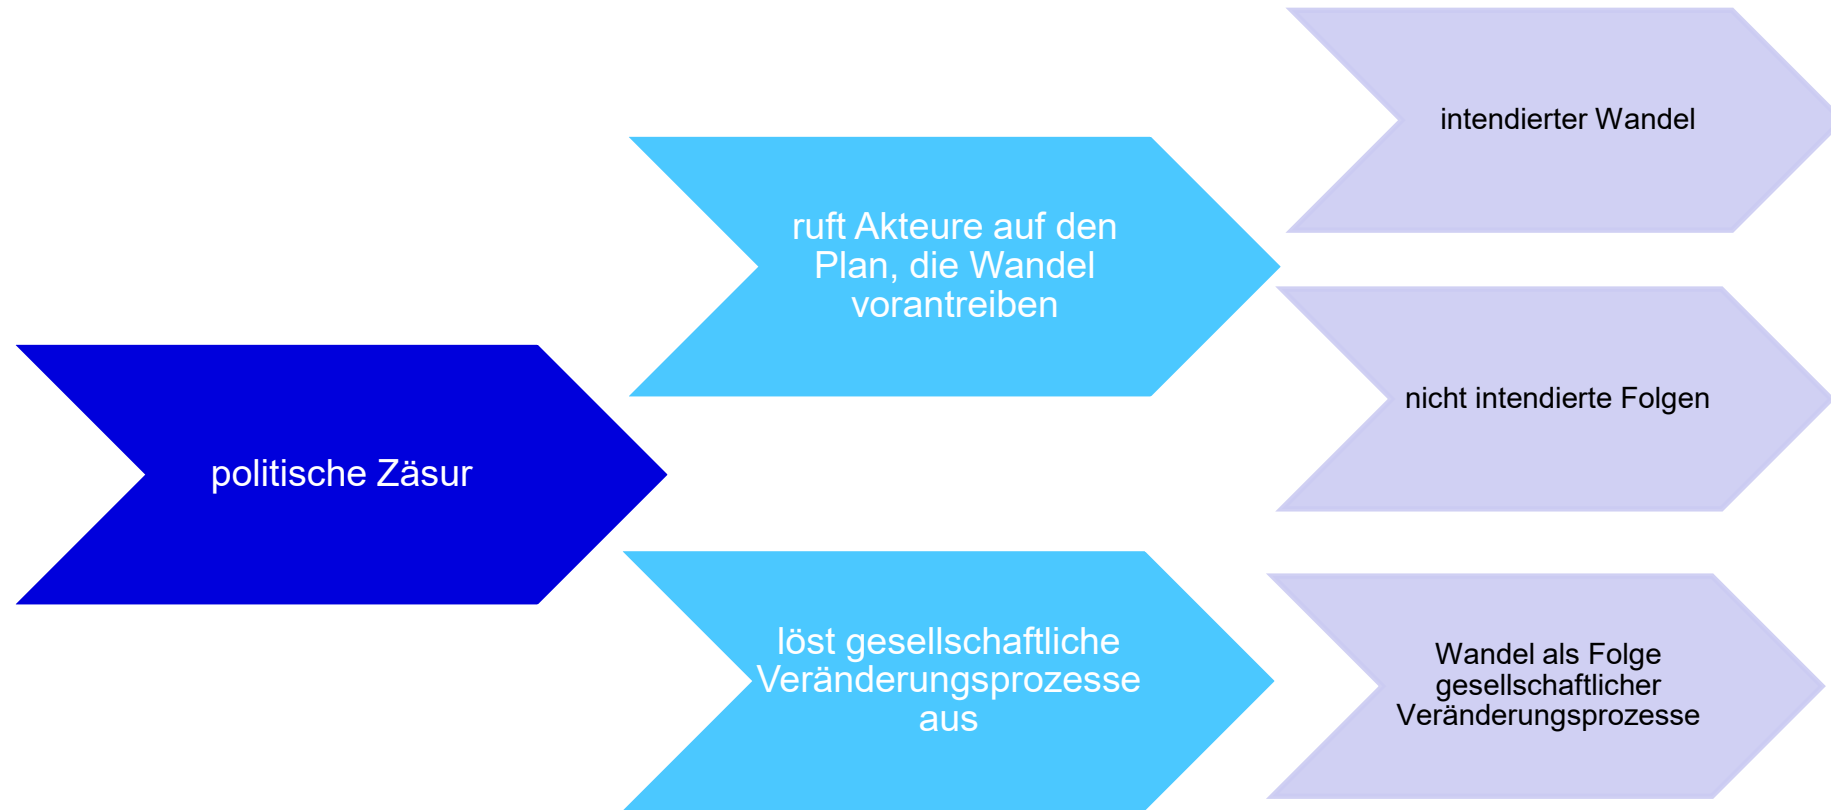 politische Zäsur
ruft Akteure auf den
Plan, die Wandel
vorantreiben
löst gesellschaftliche
Veränderungsprozesse
aus
intendierter Wandel
nicht intendierte Folgen
Wandel als Folge
gesellschaftlicher
Veränderungsprozesse